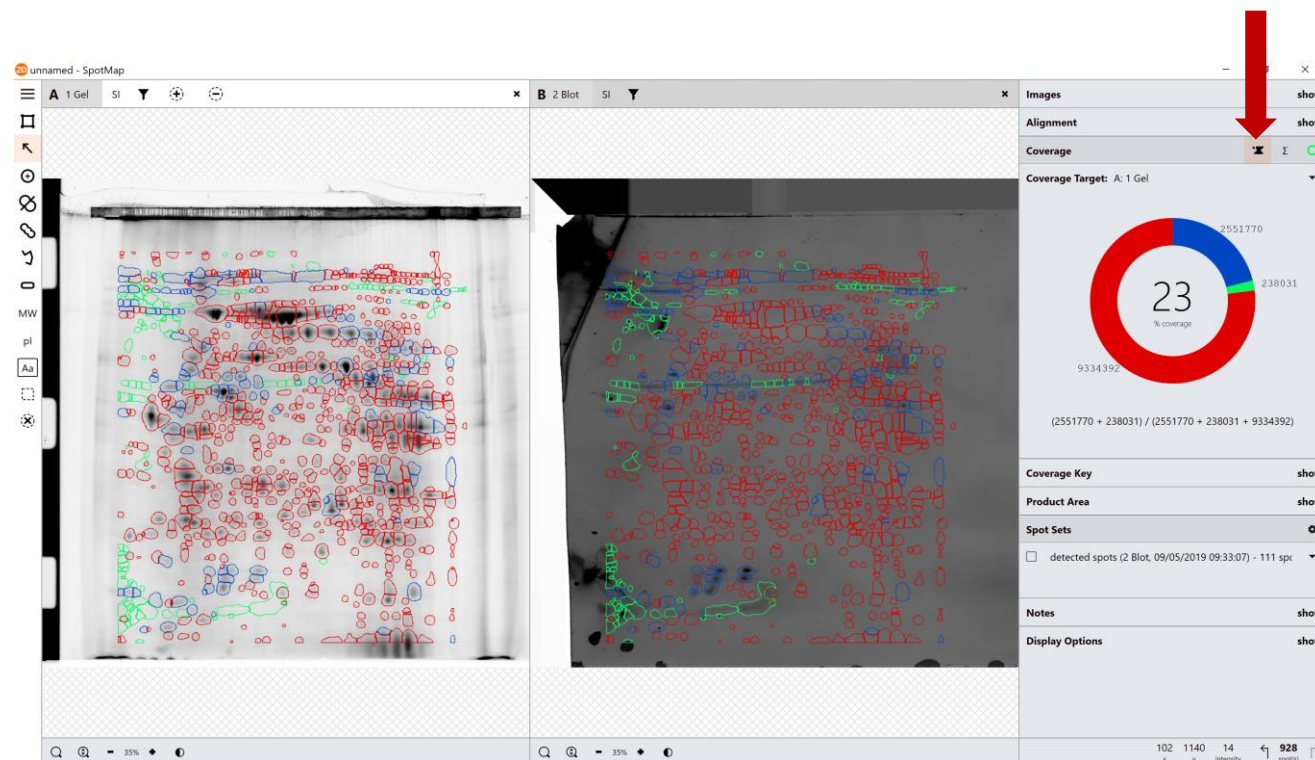 2D unnamed - SpotMap
A 1 Gel SI
B 2 Blot SI
Images
Alignment
Coverage Σ
Coverage Target: A: 1 Gel
2551770
238031
23
% coverage
9334392
(2551770 + 238031) / (2551770 + 238031 + 9334392)
MW
pI
Aa
Coverage Key
Product Area
Spot Sets
detected spots (2 Blot, 09/05/2019 09:33:07) - 111
Notes
Display Options
35%
35%
102 1140 14 928
x y intensity spot(s)